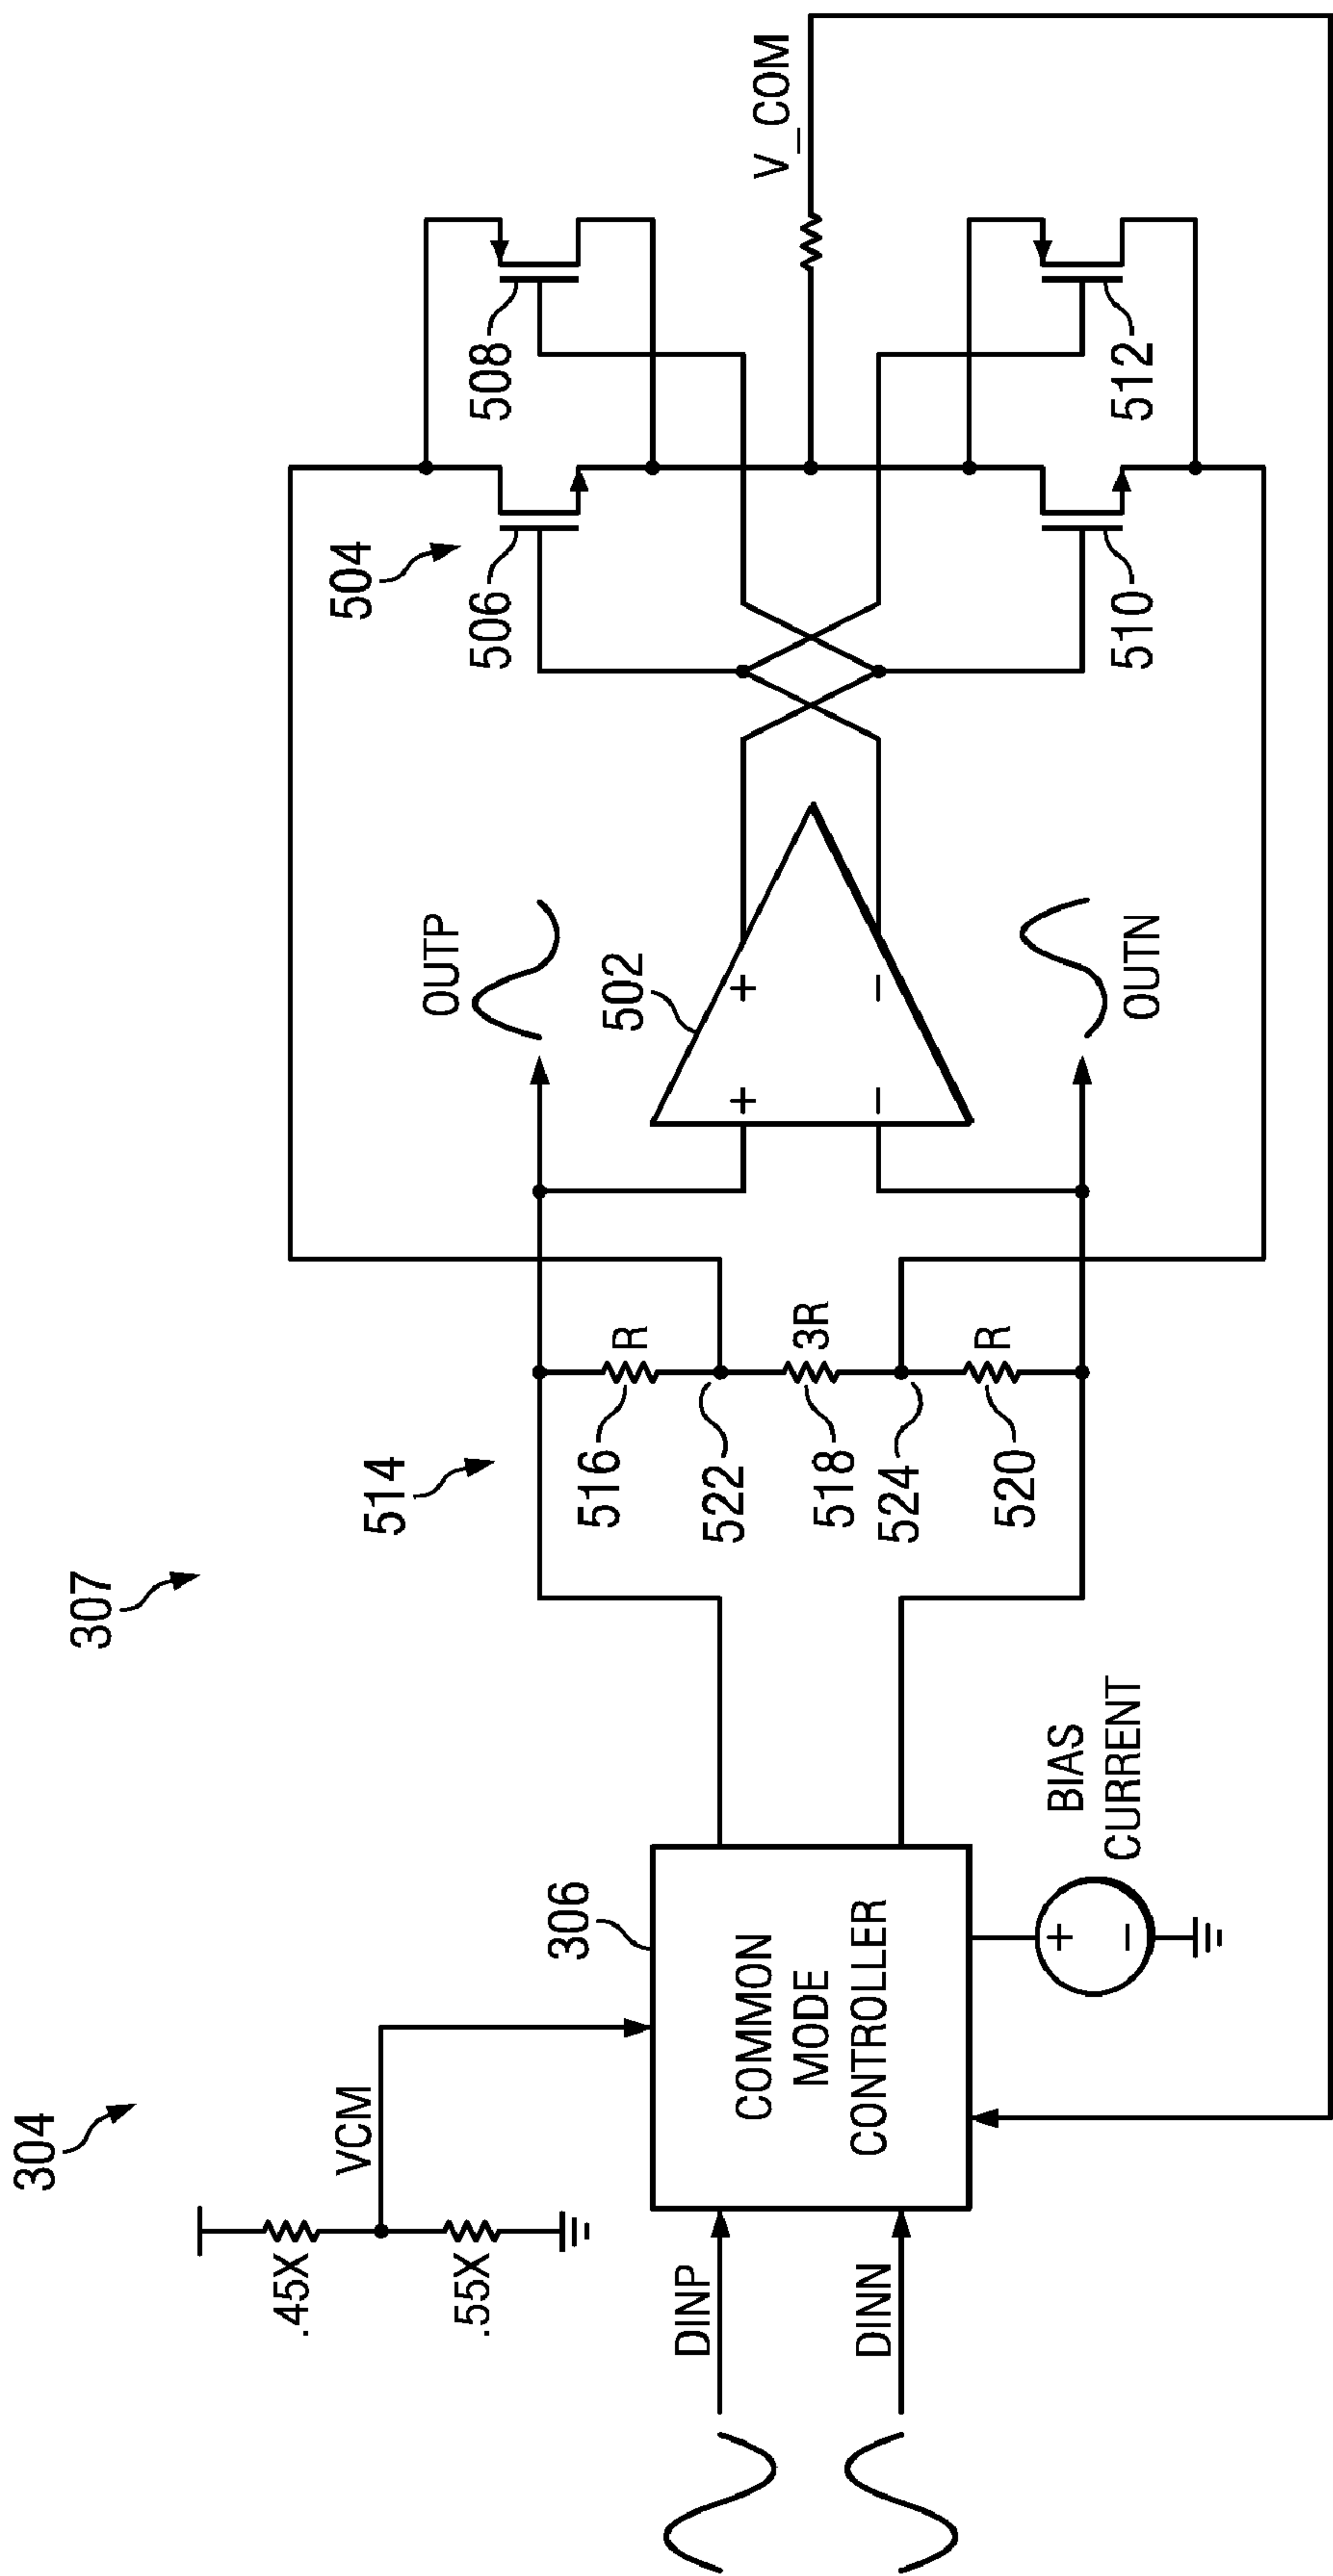 304
307
.45X
.55X
VCM
DINP
DINN
306
COMMON
MODE
CONTROLLER
+
−
BIAS
CURRENT
514
516
R
522
518
3R
524
520
R
OUTP
502
+
−
+
−
OUTN
504
506
508
510
512
V_COM